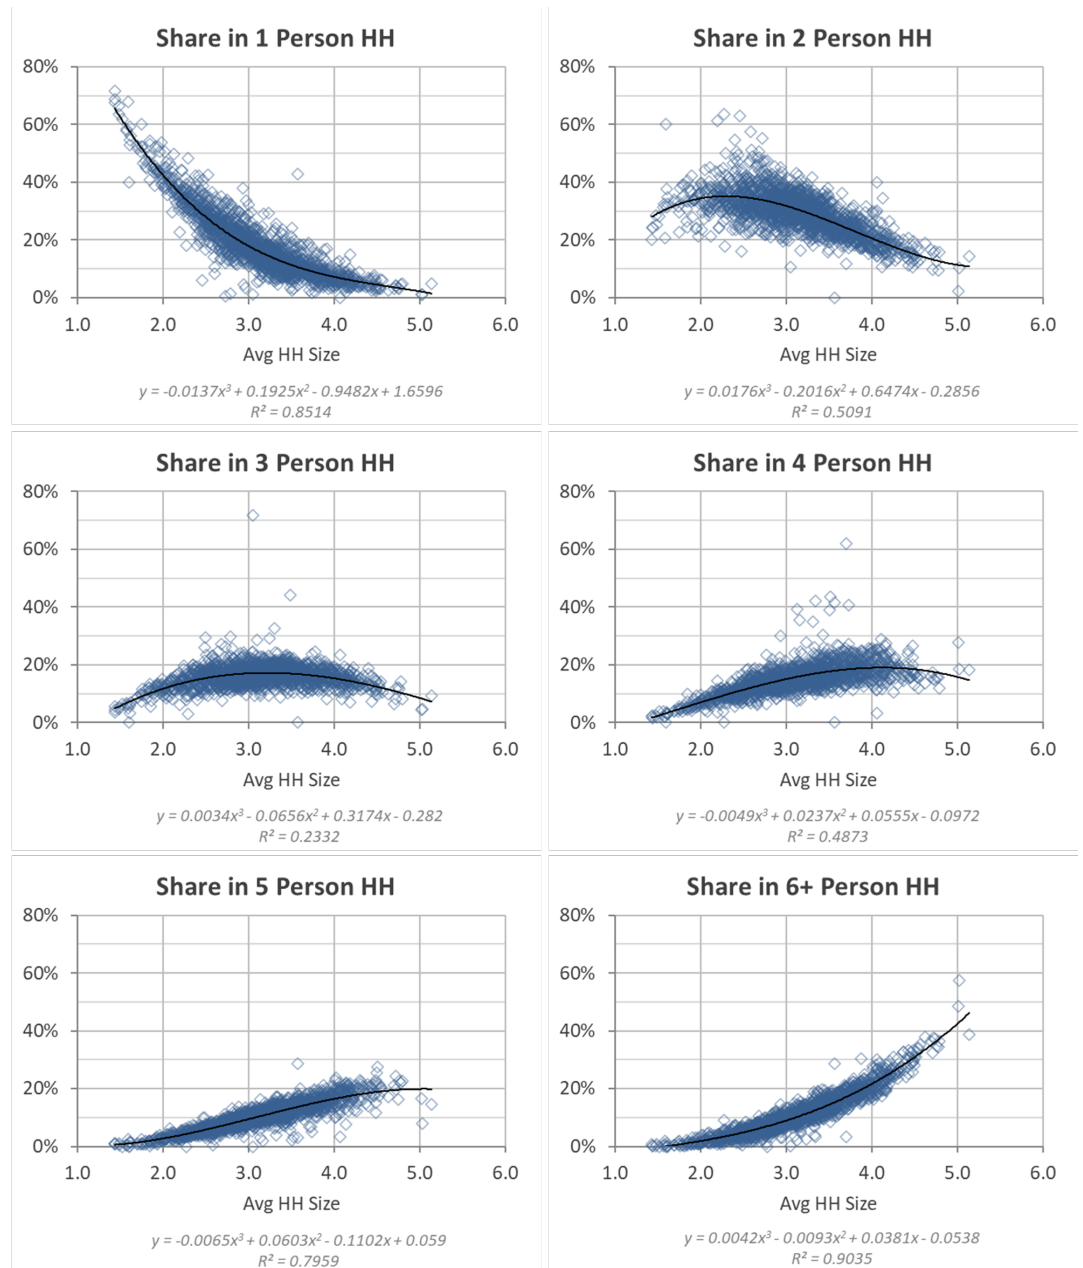 Share in 1 Person HH
80%
60%
40%
20%
0%
1.0 2.0 3.0 4.0 5.0 6.0
Avg HH Size
y = -0.0137x³ + 0.1925x² - 0.9482x + 1.6596
R² = 0.8514
Share in 2 Person HH
80%
60%
40%
20%
0%
1.0 2.0 3.0 4.0 5.0 6.0
Avg HH Size
y = 0.0176x³ - 0.2016x² + 0.6474x - 0.2856
R² = 0.5091
Share in 3 Person HH
80%
60%
40%
20%
0%
1.0 2.0 3.0 4.0 5.0 6.0
Avg HH Size
y = 0.0034x³ - 0.0656x² + 0.3174x - 0.282
R² = 0.2332
Share in 4 Person HH
80%
60%
40%
20%
0%
1.0 2.0 3.0 4.0 5.0 6.0
Avg HH Size
y = -0.0049x³ + 0.0237x² + 0.0555x - 0.0972
R² = 0.4873
Share in 5 Person HH
80%
60%
40%
20%
0%
1.0 2.0 3.0 4.0 5.0 6.0
Avg HH Size
y = -0.0065x³ + 0.0603x² - 0.1102x + 0.059
R² = 0.7959
Share in 6+ Person HH
80%
60%
40%
20%
0%
1.0 2.0 3.0 4.0 5.0 6.0
Avg HH Size
y = 0.0042x³ - 0.0093x² + 0.0381x - 0.0538
R² = 0.9035